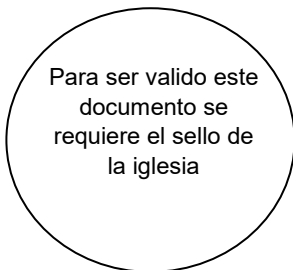 Para ser valido este
documento se
requiere el sello de
la iglesia